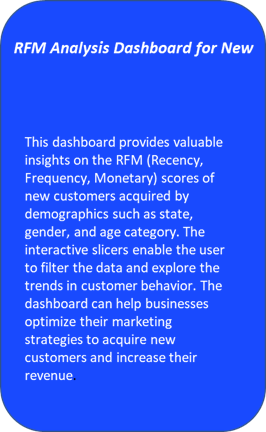 RFM Analysis Dashboard for New
This dashboard provides valuable
insights on the RFM (Recency,
Frequency, Monetary) scores of
new customers acquired by
demographics such as state,
gender, and age category. The
interactive slicers enable the user
to filter the data and explore the
trends in customer behavior. The
dashboard can help businesses
optimize their marketing
strategies to acquire new
customers and increase their
revenue.